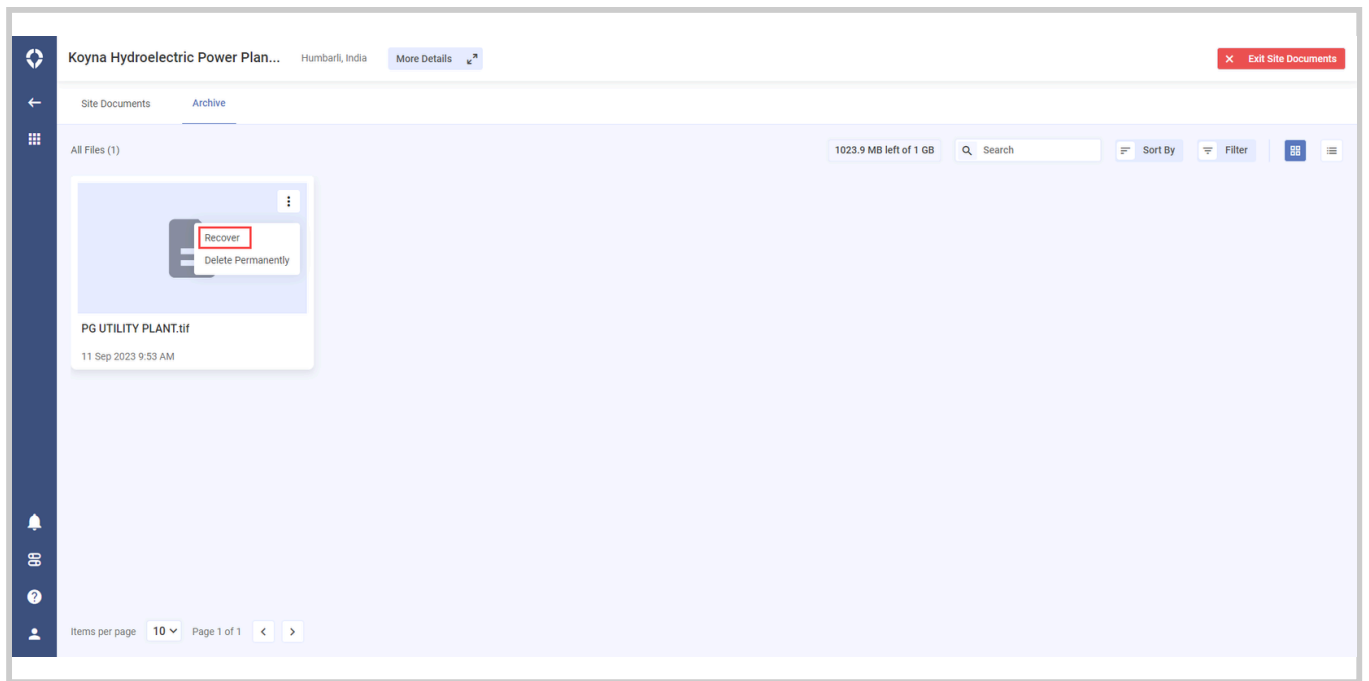 Koyna Hydroelectric Power Plan... Humbarli, India More Details Exit Site Documents
Site Documents Archive
All Files (1) 1023.9 MB left of 1 GB Search Sort By Filter
Recover
Delete Permanently
PG UTILITY PLANT.tif
11 Sep 2023 9:53 AM
Items per page 10 Page 1 of 1